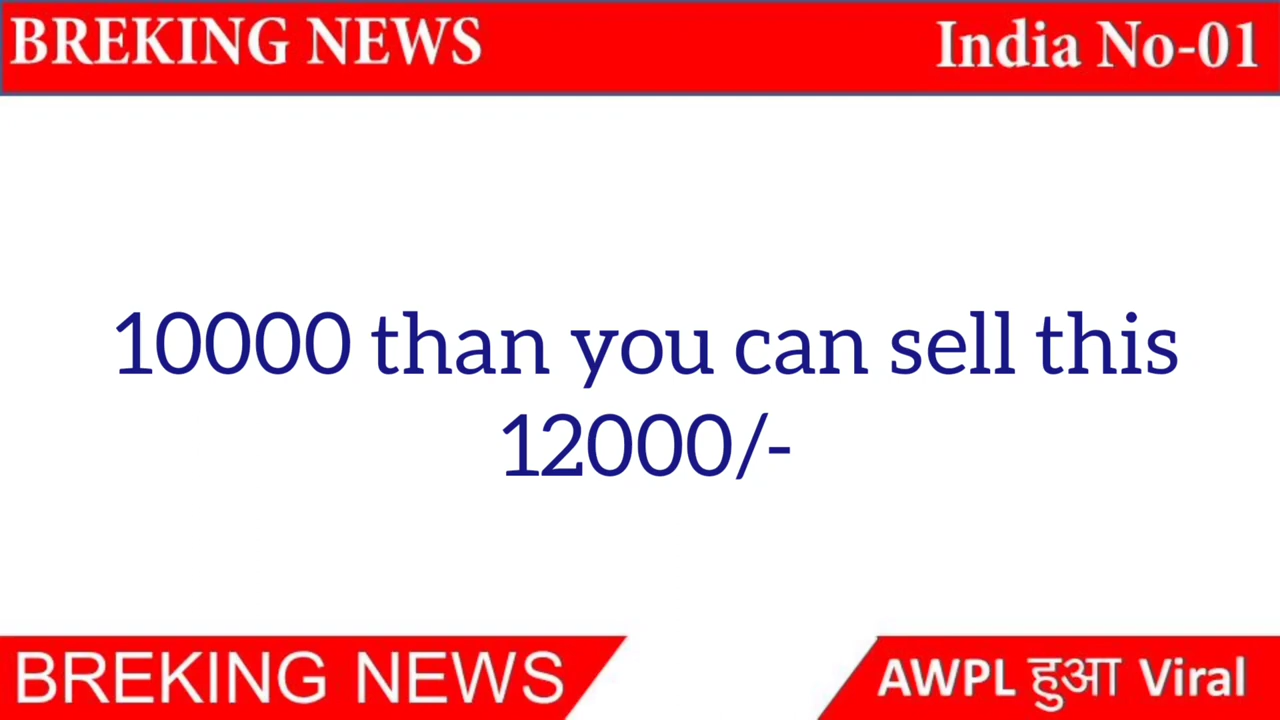 BREKING NEWS
India No-01
10000 than you can sell this
12000/-
BREKING NEWS
AWPL हुआ Viral